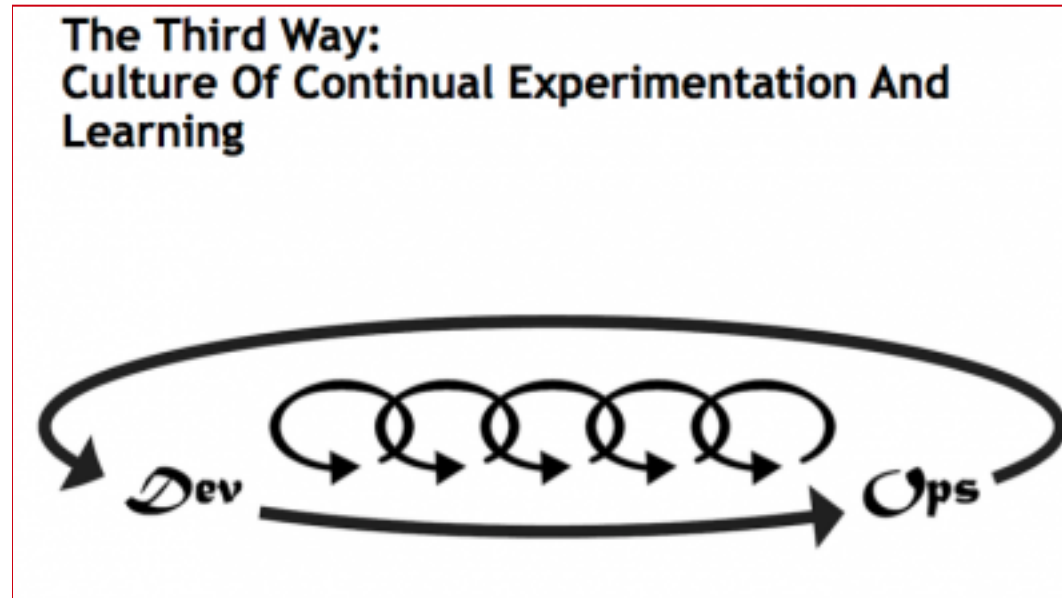 The Third Way:
Culture Of Continual Experimentation And
Learning
Dev
Ops